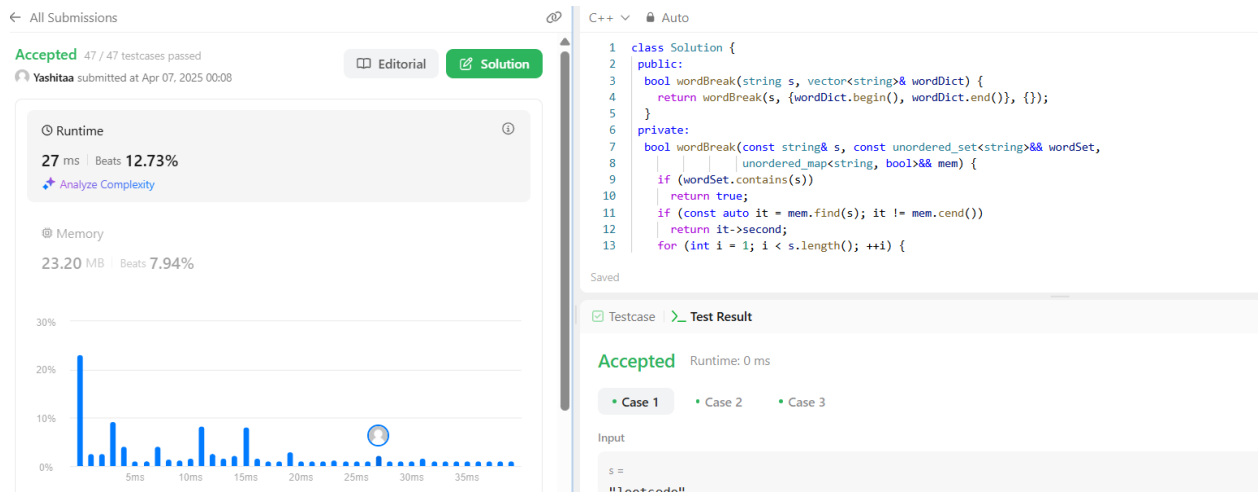 All Submissions
Accepted 47 / 47 testcases passed
Yashitaa submitted at Apr 07, 2025 00:08
Editorial
Solution
Runtime
27 ms Beats 12.73%
Analyze Complexity
Memory
23.20 MB Beats 7.94%
30%
20%
10%
0%
5ms 10ms 15ms 20ms 25ms 30ms 35ms
C++ Auto
1 class Solution {
2 public:
3 bool wordBreak(string s, vector<string>& wordDict) {
4 return wordBreak(s, {wordDict.begin(), wordDict.end()}, {});
5 }
6 private:
7 bool wordBreak(const string& s, const unordered_set<string>&& wordSet,
8 unordered_map<string, bool>&& mem) {
9 if (wordSet.contains(s))
10 return true;
11 if (const auto it = mem.find(s); it != mem.cend())
12 return it->second;
13 for (int i = 1; i < s.length(); ++i) {
Saved
Testcase Test Result
Accepted Runtime: 0 ms
Case 1 Case 2 Case 3
Input
s =
"leetcode"